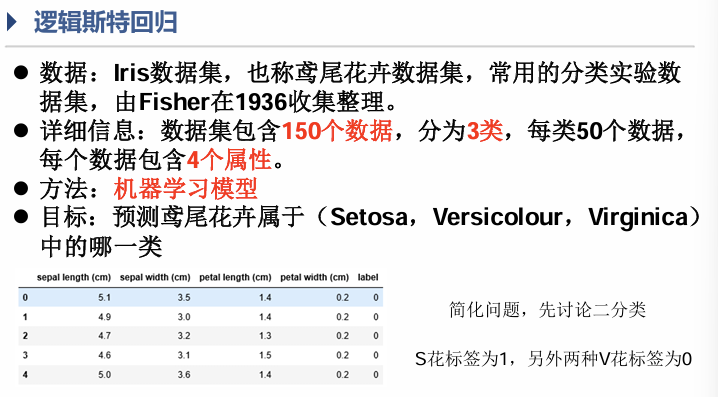 逻辑斯特回归
数据：Iris数据集，也称鸢尾花卉数据集，常用的分类实验数
据集，由Fisher在1936收集整理。
详细信息：数据集包含150个数据，分为3类，每类50个数据，
每个数据包含4个属性。
方法：机器学习模型
目标：预测鸢尾花卉属于（Setosa，Versicolour，Virginica）
中的哪一类
sepal length (cm) sepal width (cm) petal length (cm) petal width (cm) label
0 5.1 3.5 1.4 0.2 0
1 4.9 3.0 1.4 0.2 0
2 4.7 3.2 1.3 0.2 0
3 4.6 3.1 1.5 0.2 0
4 5.0 3.6 1.4 0.2 0
简化问题，先讨论二分类
S花标签为1，另外两种V花标签为0